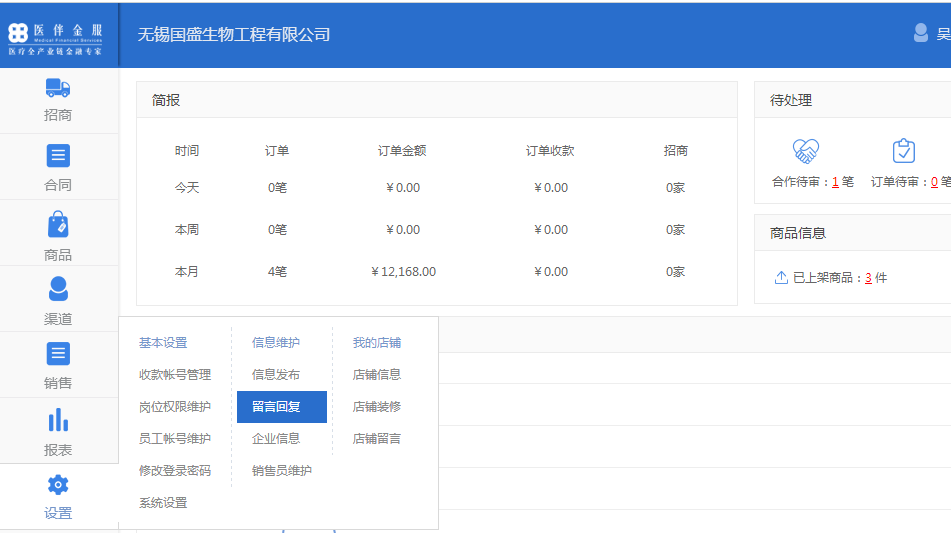 医伴金服
Medical Financial Services
医疗全产业链金融专家
无锡国盛生物工程有限公司
吴
招商
合同
商品
渠道
销售
报表
设置
简报
时间 订单 订单金额 订单收款 招商
今天 0笔 ￥0.00 ￥0.00 0家
本周 0笔 ￥0.00 ￥0.00 0家
本月 4笔 ￥12,168.00 ￥0.00 0家
待处理
合作待审：1 笔 订单待审：0 笔
商品信息
已上架商品：3 件
基本设置 信息维护 我的店铺
收款帐号管理 信息发布 店铺信息
岗位权限维护 留言回复 店铺装修
员工帐号维护 企业信息 店铺留言
修改登录密码 销售员维护
系统设置